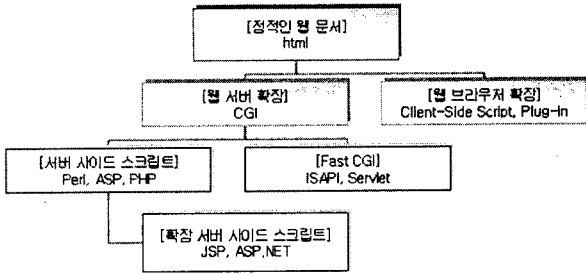 [정적인 웹 문서]
html
[웹 서버 확장]
CGI
[웹 브라우저 확장]
Client-Side Script, Plug-in
[서버 사이드 스크립트]
Perl, ASP, PHP
[Fast CGI]
ISAPI, Servlet
[확장 서버 사이드 스크립트]
JSP, ASP.NET